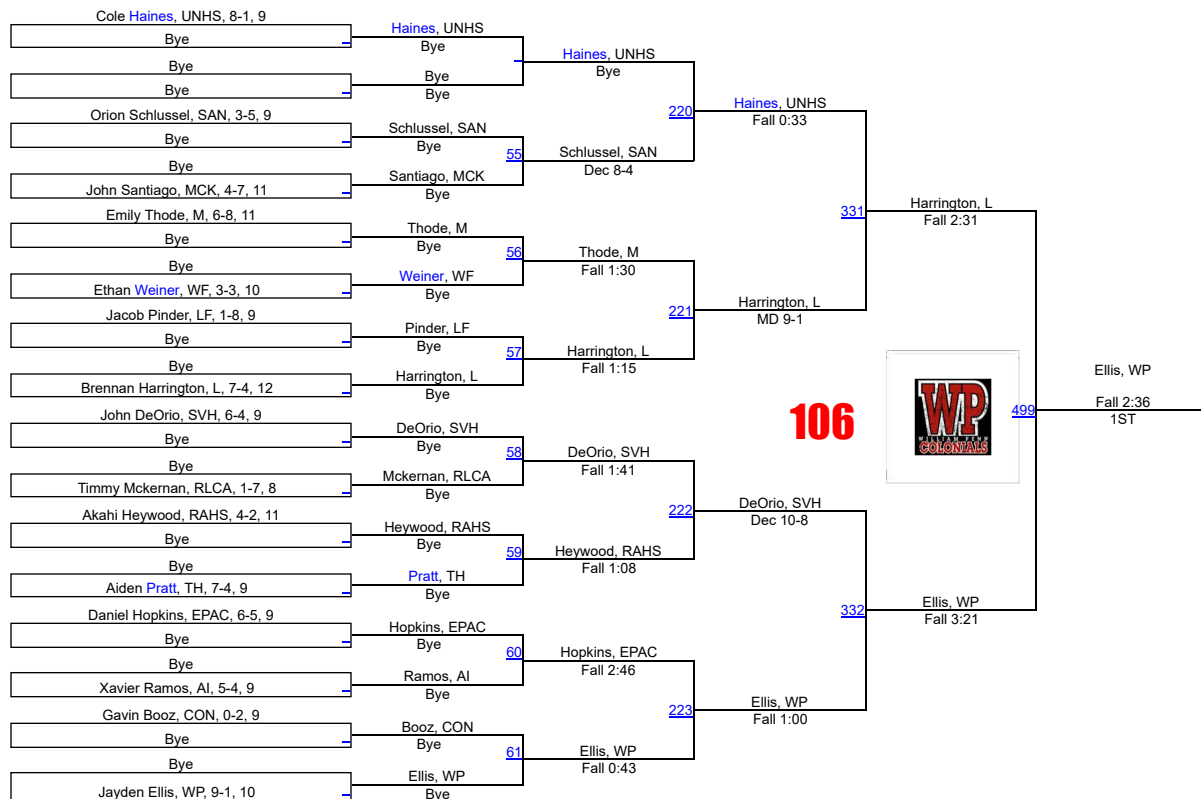 Cole Haines, UNHS, 8-1, 9
Bye
Bye
Bye
Orion Schlussel, SAN, 3-5, 9
Bye
Bye
John Santiago, MCK, 4-7, 11
Emily Thode, M, 6-8, 11
Bye
Bye
Ethan Weiner, WF, 3-3, 10
Jacob Pinder, LF, 1-8, 9
Bye
Bye
Brennan Harrington, L, 7-4, 12
John DeOrio, SVH, 6-4, 9
Bye
Bye
Timmy Mckernan, RLCA, 1-7, 8
Akahi Heywood, RAHS, 4-2, 11
Bye
Bye
Aiden Pratt, TH, 7-4, 9
Daniel Hopkins, EPAC, 6-5, 9
Bye
Bye
Xavier Ramos, AI, 5-4, 9
Gavin Booz, CON, 0-2, 9
Bye
Bye
Jayden Ellis, WP, 9-1, 10
Haines, UNHS
Bye
Bye
Bye
Schlussel, SAN
Bye
55
Santiago, MCK
Bye
Thode, M
Bye
56
Weiner, WF
Bye
Pinder, LF
Bye
57
Harrington, L
Bye
DeOrio, SVH
Bye
58
Mckernan, RLCA
Bye
Heywood, RAHS
Bye
59
Pratt, TH
Bye
Hopkins, EPAC
Bye
60
Ramos, AI
Bye
Booz, CON
Bye
61
Ellis, WP
Bye
Haines, UNHS
Bye
220
Schlussel, SAN
Dec 8-4
Thode, M
Fall 1:30
221
Harrington, L
Fall 1:15
DeOrio, SVH
Fall 1:41
222
Heywood, RAHS
Fall 1:08
Hopkins, EPAC
Fall 2:46
223
Ellis, WP
Fall 0:43
Haines, UNHS
Fall 0:33
331
Harrington, L
MD 9-1
DeOrio, SVH
Dec 10-8
332
Ellis, WP
Fall 1:00
Harrington, L
Fall 2:31
499
Ellis, WP
Fall 3:21
Ellis, WP
Fall 2:36
1ST
106
WP
WILLIAM PENN
COLONIALS